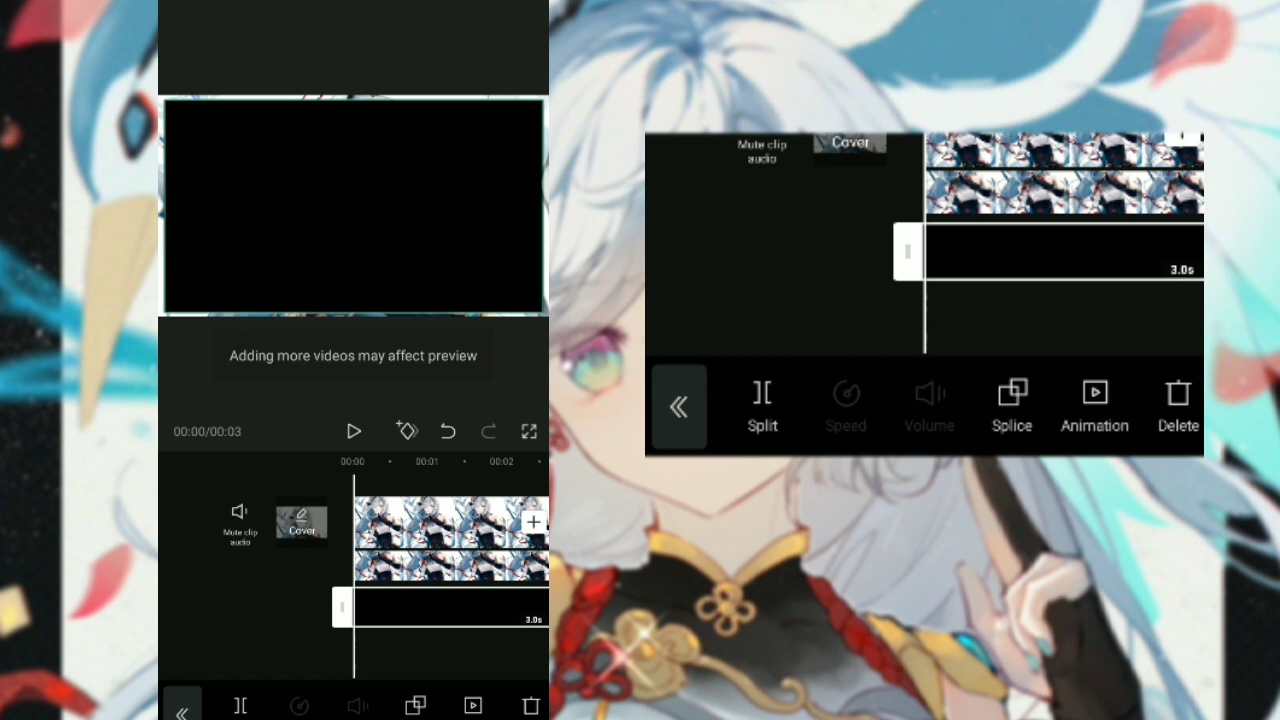 Adding more videos may affect preview
00:00/00:03
00:00
00:01
00:02
Mute clip
audio
Cover
3.0s
Mute clip
audio
Cover
3.0s
Split
Speed
Volume
Splice
Animation
Delete